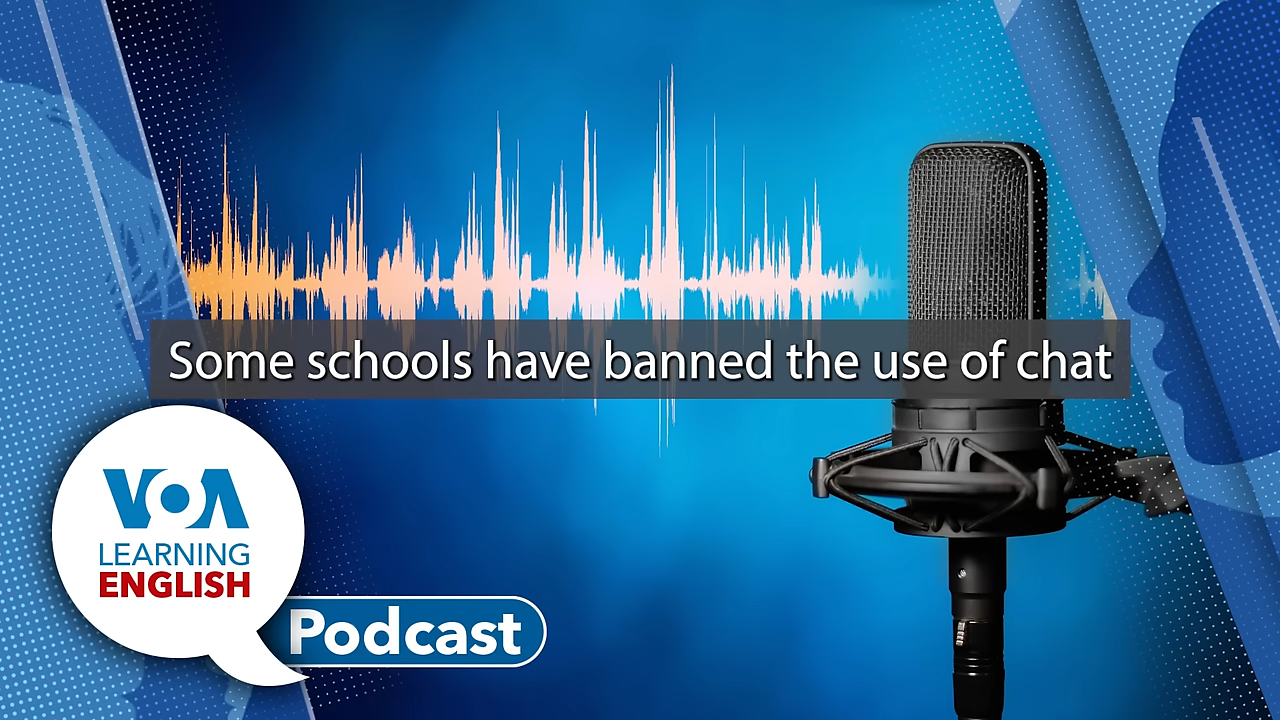 Some schools have banned the use of chat
VOA
LEARNING
ENGLISH
Podcast